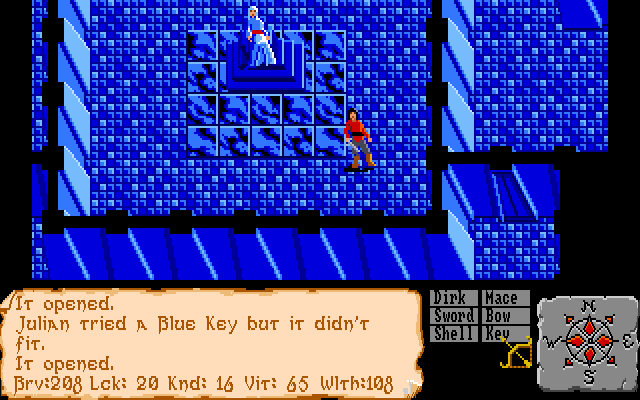 It opened.
Julian tried a Blue Key but it didn't
fit.
It opened.
Brv:208 Lck: 20 Knd: 16 Vit: 65 Wlth:108
Dirk Mace
Sword Bow
Shell Key
N
W E
S